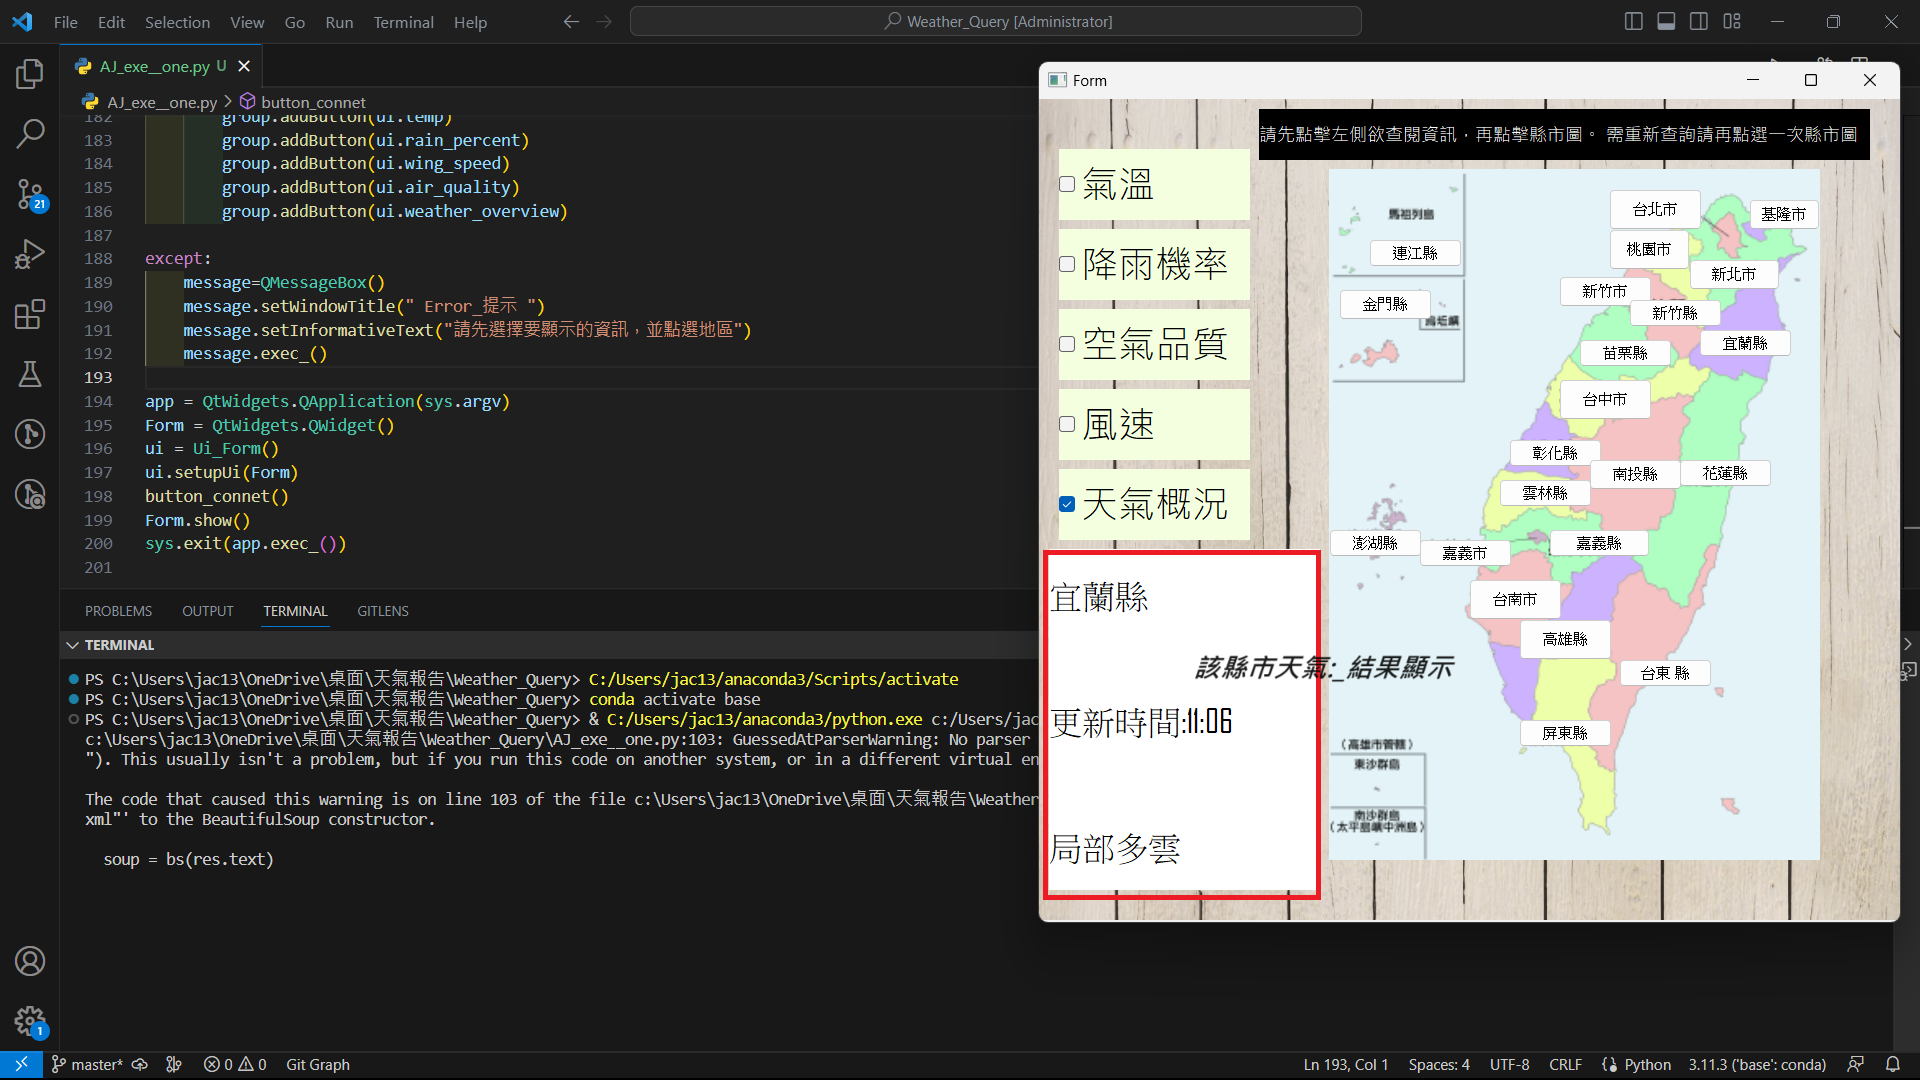 File Edit Selection View Go Run Terminal Help
Weather_Query [Administrator]
AJ_exe__one.py U
AJ_exe__one.py > button_connet
182 group.addButton(ui.temp)
183 group.addButton(ui.rain_percent)
184 group.addButton(ui.wing_speed)
185 group.addButton(ui.air_quality)
186 group.addButton(ui.weather_overview)
187
188 except:
189 message=QMessageBox()
190 message.setWindowTitle(" Error_提示 ")
191 message.setInformativeText("請先選擇要顯示的資訊，並點選地區")
192 message.exec_()
193
194 app = QtWidgets.QApplication(sys.argv)
195 Form = QtWidgets.QWidget()
196 ui = Ui_Form()
197 ui.setupUi(Form)
198 button_connet()
199 Form.show()
200 sys.exit(app.exec_())
201
PROBLEMS OUTPUT TERMINAL GITLENS
TERMINAL
PS C:\Users\jac13\OneDrive\桌面\天氣報告\Weather_Query> C:/Users/jac13/anaconda3/Scripts/activate
PS C:\Users\jac13\OneDrive\桌面\天氣報告\Weather_Query> conda activate base
PS C:\Users\jac13\OneDrive\桌面\天氣報告\Weather_Query> & C:/Users/jac13/anaconda3/python.exe c:/Users/jac
c:\Users\jac13\OneDrive\桌面\天氣報告\Weather_Query\AJ_exe__one.py:103: GuessedAtParserWarning: No parser
"). This usually isn't a problem, but if you run this code on another system, or in a different virtual en
The code that caused this warning is on line 103 of the file c:\Users\jac13\OneDrive\桌面\天氣報告\Weather
xml"' to the BeautifulSoup constructor.
soup = bs(res.text)
21
1
master* 0 0 Git Graph
Ln 193, Col 1 Spaces: 4 UTF-8 CRLF Python 3.11.3 ('base': conda)
Form
請先點擊左側欲查閱資訊，再點擊縣市圖。 需重新查詢請再點選一次縣市圖
氣溫
降雨機率
空氣品質
風速
天氣概況
宜蘭縣
更新時間:11:06
局部多雲
該縣市天氣:_結果顯示
馬祖列島
連江縣
金門縣
台北市
基隆市
桃園市
新北市
新竹市
新竹縣
宜蘭縣
苗栗縣
台中市
彰化縣
南投縣
花蓮縣
雲林縣
澎湖縣
嘉義市
嘉義縣
台南市
高雄縣
台東 縣
屏東縣
(高雄市管轄)
東沙群島
南沙群島
(太平島與中洲島)